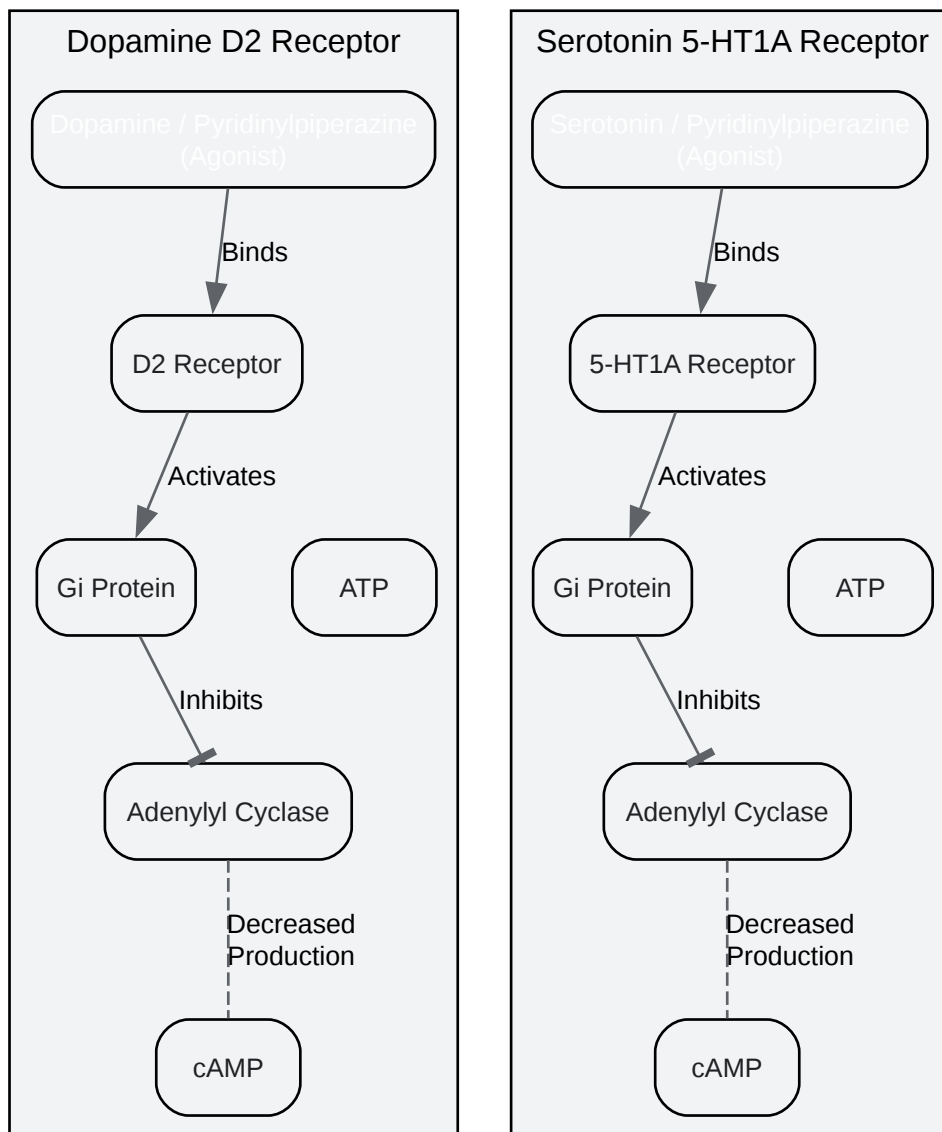 Dopamine D2 Receptor
Dopamine / Pyridinylpiperazine
(Agonist)
Binds
D2 Receptor
Activates
Gi Protein
ATP
Inhibits
Adenylyl Cyclase
Decreased
Production
cAMP
Serotonin 5-HT1A Receptor
Serotonin / Pyridinylpiperazine
(Agonist)
Binds
5-HT1A Receptor
Activates
Gi Protein
ATP
Inhibits
Adenylyl Cyclase
Decreased
Production
cAMP